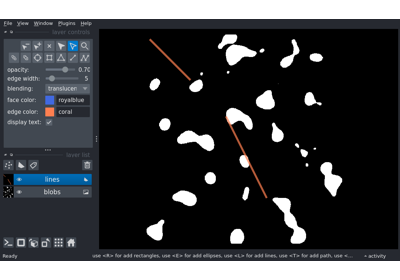 File View Window Plugins Help
layer controls
opacity: 0.70
edge width: 5
blending: translucen
face color: royalblue
edge color: coral
display text:
layer list
lines
blobs
Ready
use <R> for add rectangles, use <E> for add ellipses, use <L> for add lines, use <T> for add path, use <...
activity